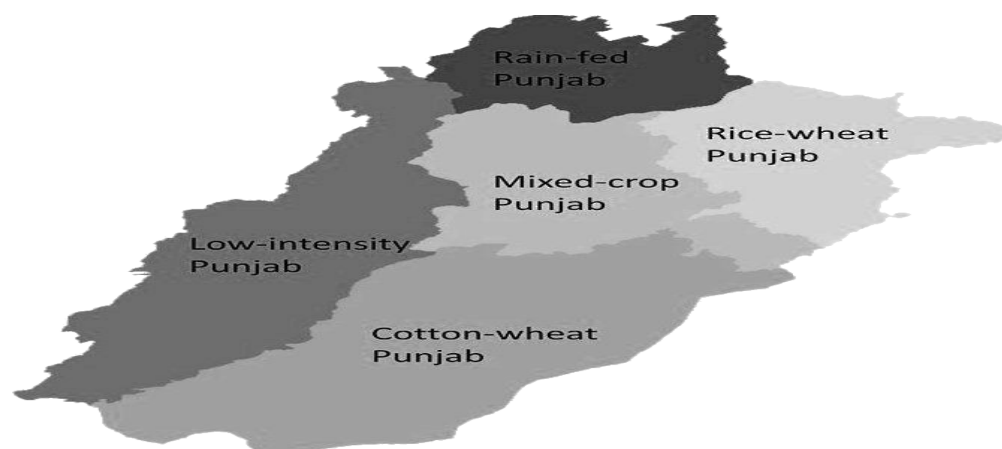 Rain-fed
Punjab
Rice-wheat
Punjab
Mixed-crop
Punjab
Low-intensity
Punjab
Cotton-wheat
Punjab